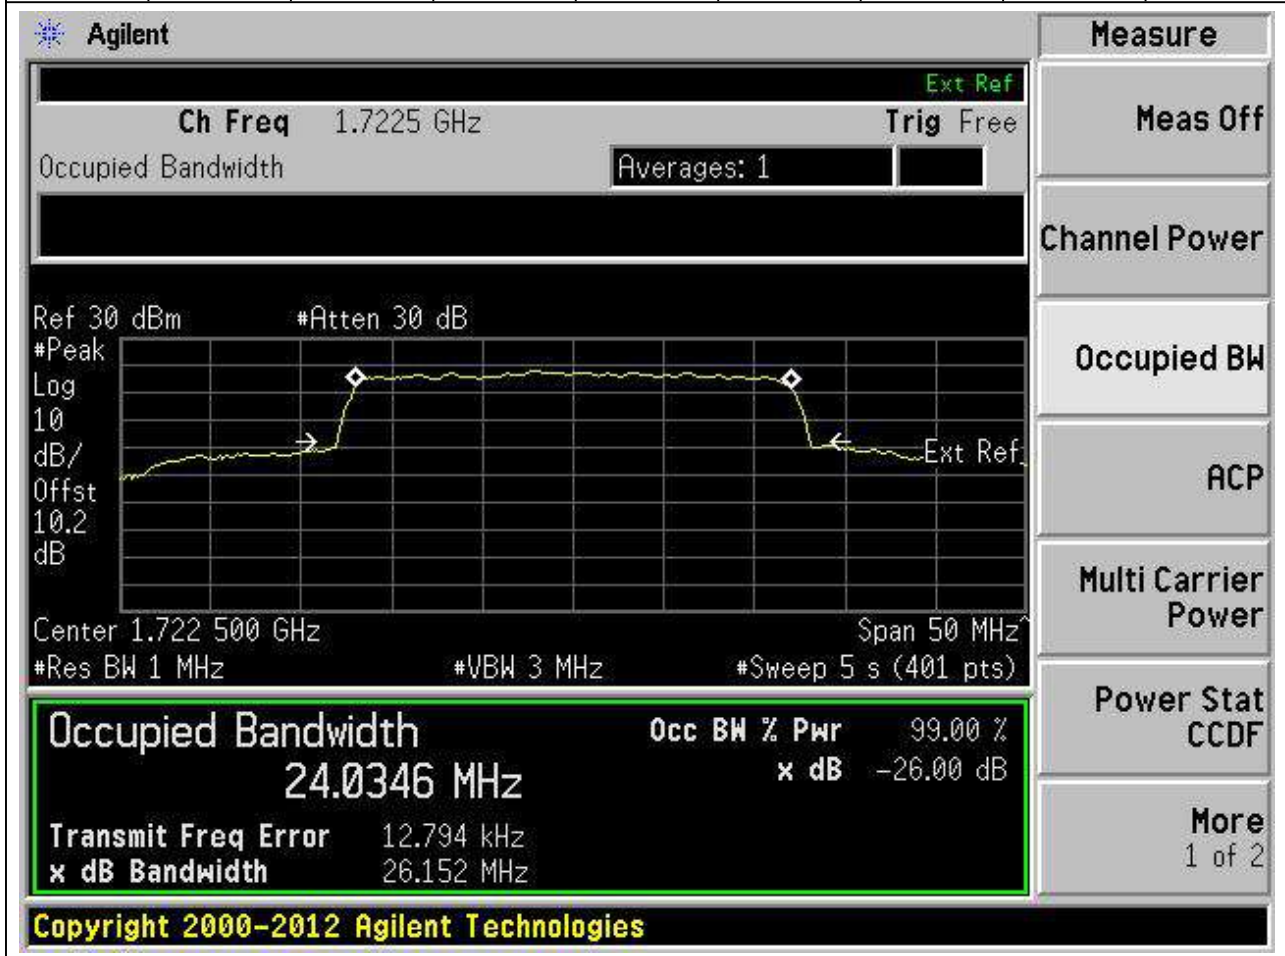 Agilent
Measure
Ext Ref
Ch Freq 1.7225 GHz Trig Free
Meas Off
Occupied Bandwidth Averages: 1
Channel Power
Ref 30 dBm #Atten 30 dB
#Peak
Log
10
dB/
Offst
10.2
dB
Ext Ref
Occupied BW
ACP
Center 1.722 500 GHz Span 50 MHz^
#Res BW 1 MHz #VBW 3 MHz #Sweep 5 s (401 pts)
Multi Carrier
Power
Occupied Bandwidth Occ BW % Pwr 99.00 %
24.0346 MHz x dB -26.00 dB
Transmit Freq Error 12.794 kHz
x dB Bandwidth 26.152 MHz
Power Stat
CCDF
More
1 of 2
Copyright 2000-2012 Agilent Technologies